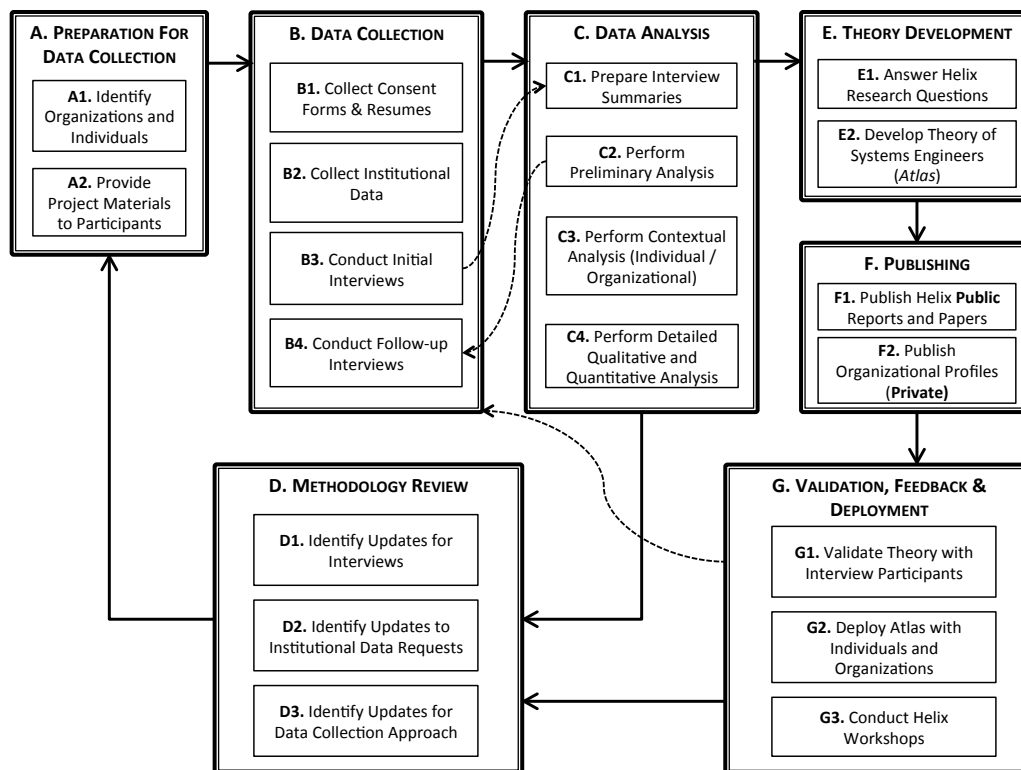 A. PREPARATION FOR
DATA COLLECTION
A1. Identify
Organizations and
Individuals
A2. Provide
Project Materials
to Participants
B. DATA COLLECTION
B1. Collect Consent
Forms & Resumes
B2. Collect Institutional
Data
B3. Conduct Initial
Interviews
B4. Conduct Follow-up
Interviews
C. DATA ANALYSIS
C1. Prepare Interview
Summaries
C2. Perform
Preliminary Analysis
C3. Perform Contextual
Analysis (Individual /
Organizational)
C4. Perform Detailed
Qualitative and
Quantitative Analysis
E. THEORY DEVELOPMENT
E1. Answer Helix
Research Questions
E2. Develop Theory of
Systems Engineers
(Atlas)
F. PUBLISHING
F1. Publish Helix Public
Reports and Papers
F2. Publish
Organizational Profiles
(Private)
D. METHODOLOGY REVIEW
D1. Identify Updates for
Interviews
D2. Identify Updates to
Institutional Data Requests
D3. Identify Updates for
Data Collection Approach
G. VALIDATION, FEEDBACK &
DEPLOYMENT
G1. Validate Theory with
Interview Participants
G2. Deploy Atlas with
Individuals and
Organizations
G3. Conduct Helix
Workshops